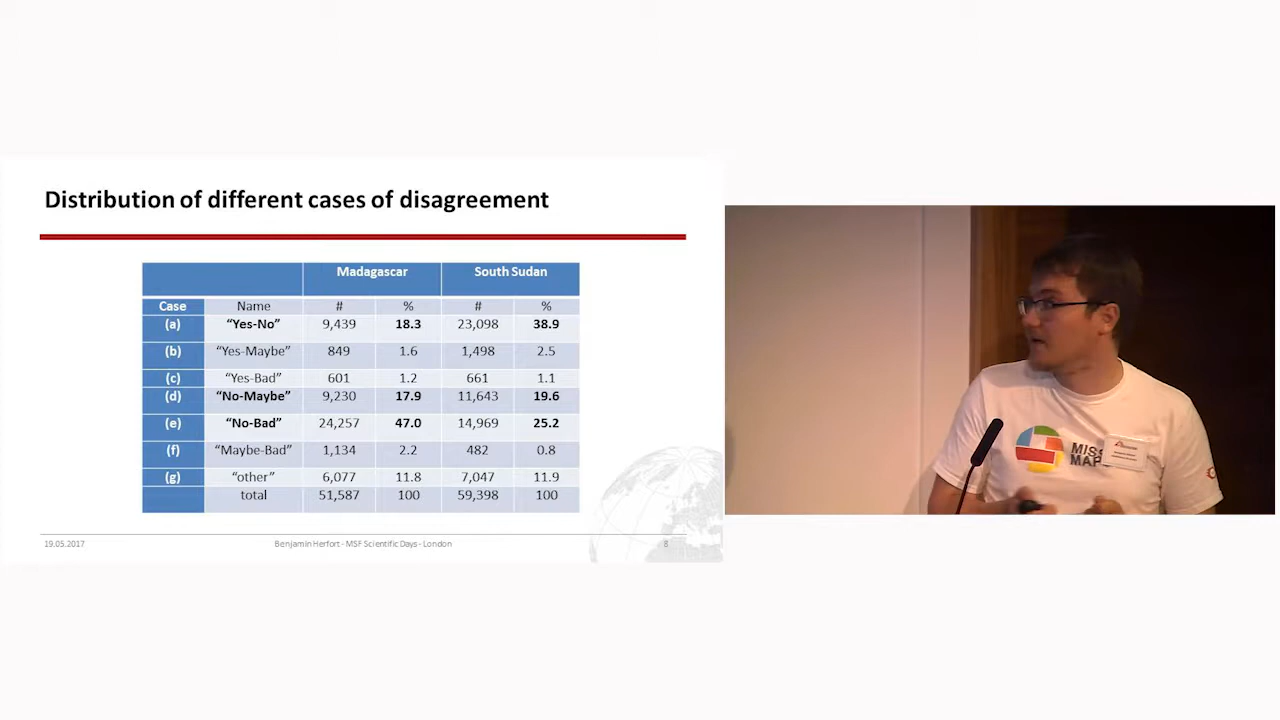 Distribution of different cases of disagreement
Madagascar South Sudan
Case Name # % # %
(a) “Yes-No” 9,439 18.3 23,098 38.9
(b) “Yes-Maybe” 849 1.6 1,498 2.5
(c) “Yes-Bad” 601 1.2 661 1.1
(d) “No-Maybe” 9,230 17.9 11,643 19.6
(e) “No-Bad” 24,257 47.0 14,969 25.2
(f) “Maybe-Bad” 1,134 2.2 482 0.8
(g) “other” 6,077 11.8 7,047 11.9
total 51,587 100 59,398 100
19.05.2017 Benjamin Herfort - MSF Scientific Days - London 8
MISS
MAP